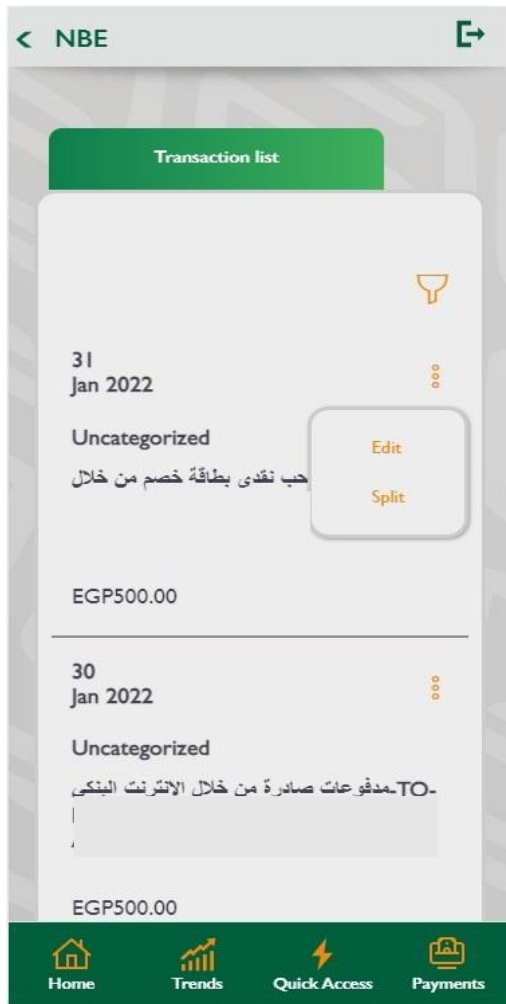 NBE
Transaction list
31
Jan 2022
Uncategorized
حب نقدى بطاقة خصم من خلال
Edit
Split
EGP500.00
30
Jan 2022
Uncategorized
TO-مدفوعات صادرة من خلال الانترنت البنكى-
EGP500.00
Home
Trends
Quick Access
Payments